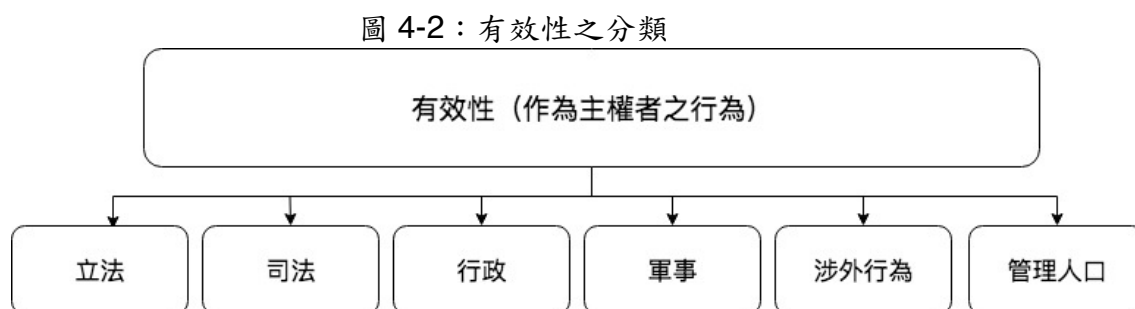 圖 4-2：有效性之分類
有效性（作為主權者之行為）
立法
司法
行政
軍事
涉外行為
管理人口